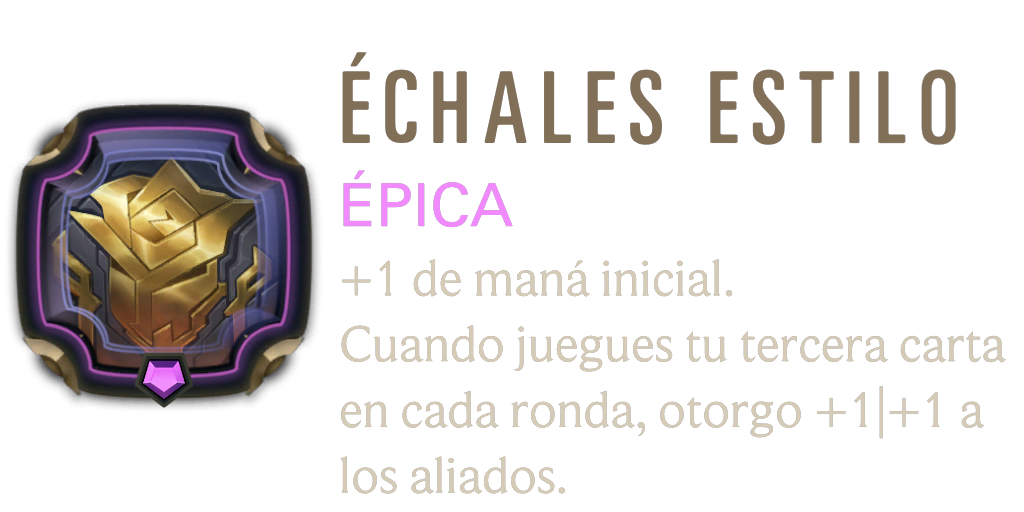 ÉCHALES ESTILO
ÉPICA
+1 de maná inicial.
Cuando juegues tu tercera carta
en cada ronda, otorgo +1|+1 a
los aliados.